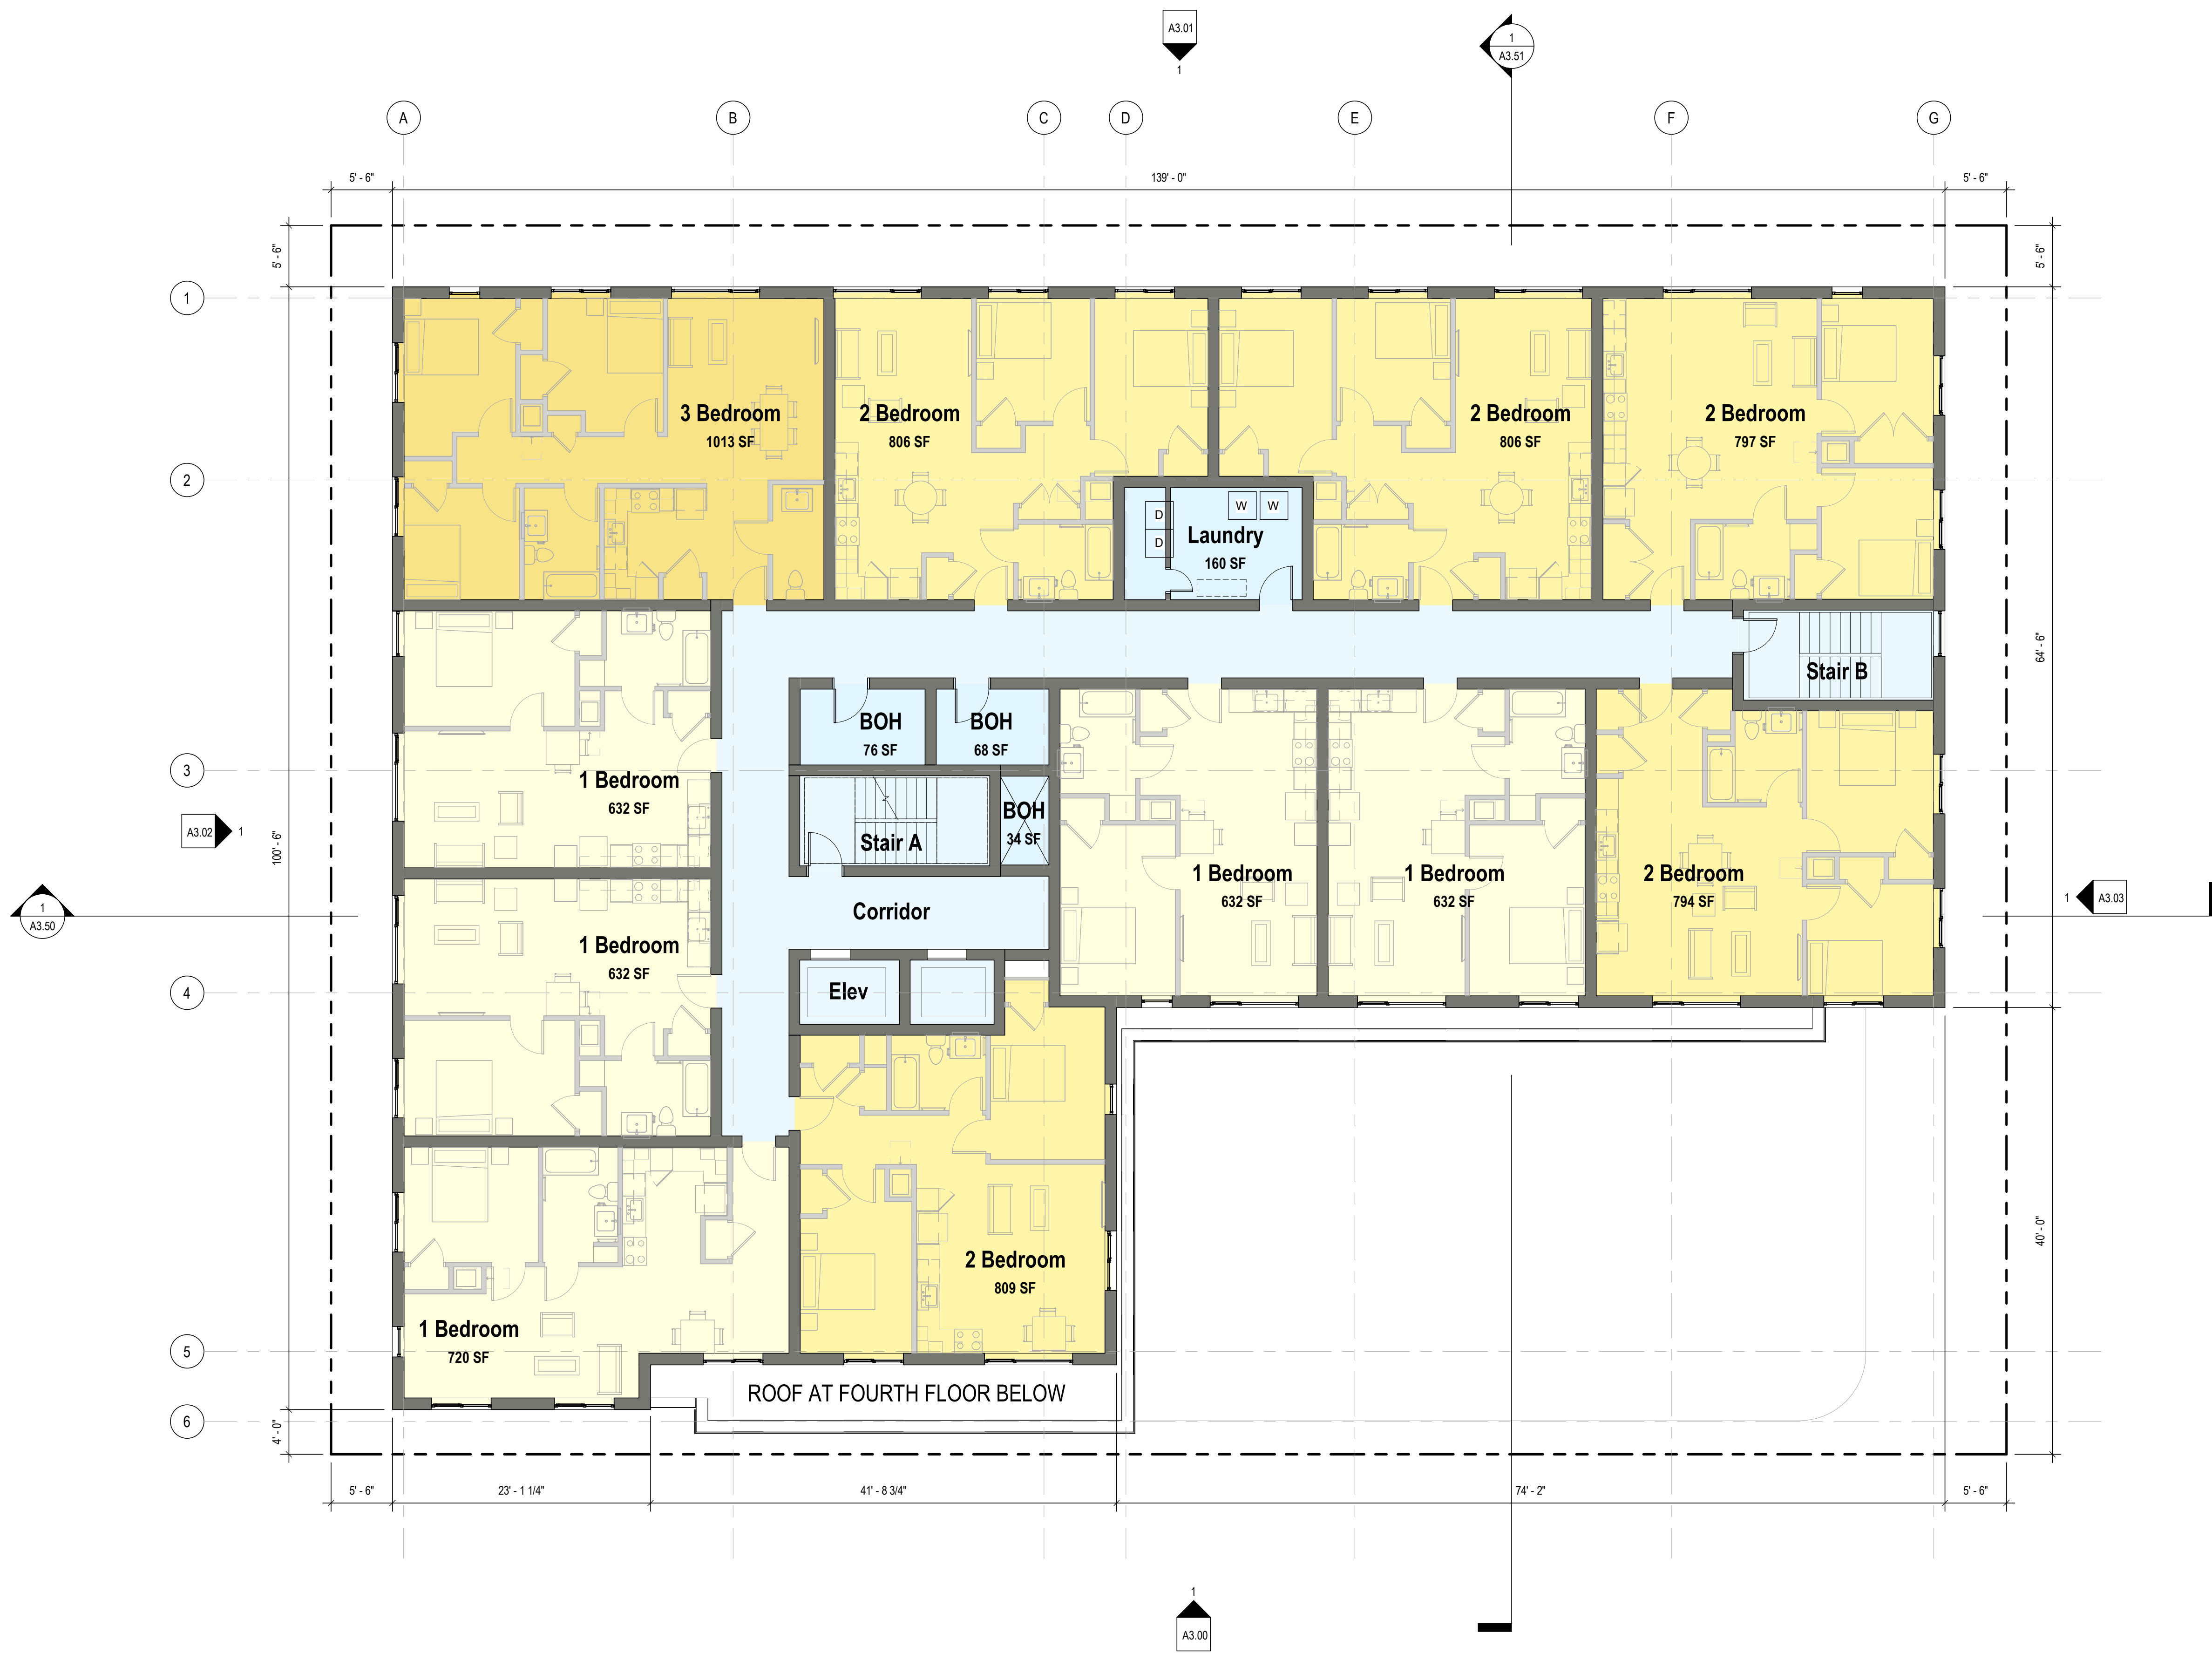 A3.01
1
1
A3.51
A
B
C
D
E
F
G
5' - 6"
139' - 0"
5' - 6"
5' - 6"
5' - 6"
1
3 Bedroom
1013 SF
2 Bedroom
806 SF
2 Bedroom
806 SF
2 Bedroom
797 SF
2
D
D
W
W
Laundry
160 SF
64' - 6"
Stair B
BOH
76 SF
BOH
68 SF
3
1 Bedroom
632 SF
BOH
34 SF
Stair A
A3.02
1
100' - 6"
1 Bedroom
632 SF
1 Bedroom
632 SF
2 Bedroom
794 SF
1
A3.03
1
A3.50
Corridor
1 Bedroom
632 SF
4
Elev
40' - 0"
2 Bedroom
809 SF
1 Bedroom
720 SF
5
ROOF AT FOURTH FLOOR BELOW
6
4' - 0"
5' - 6"
23' - 1 1/4"
41' - 8 3/4"
74' - 2"
5' - 6"
1
A3.00